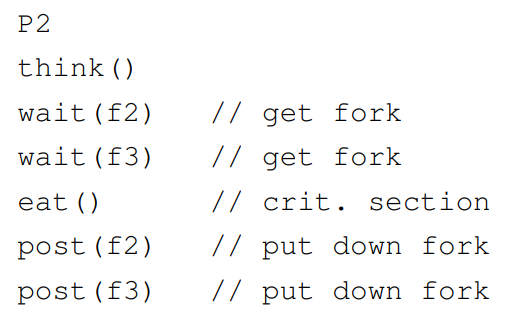 P2
think()
wait(f2)   // get fork
wait(f3)   // get fork
eat()      // crit. section
post(f2)   // put down fork
post(f3)   // put down fork